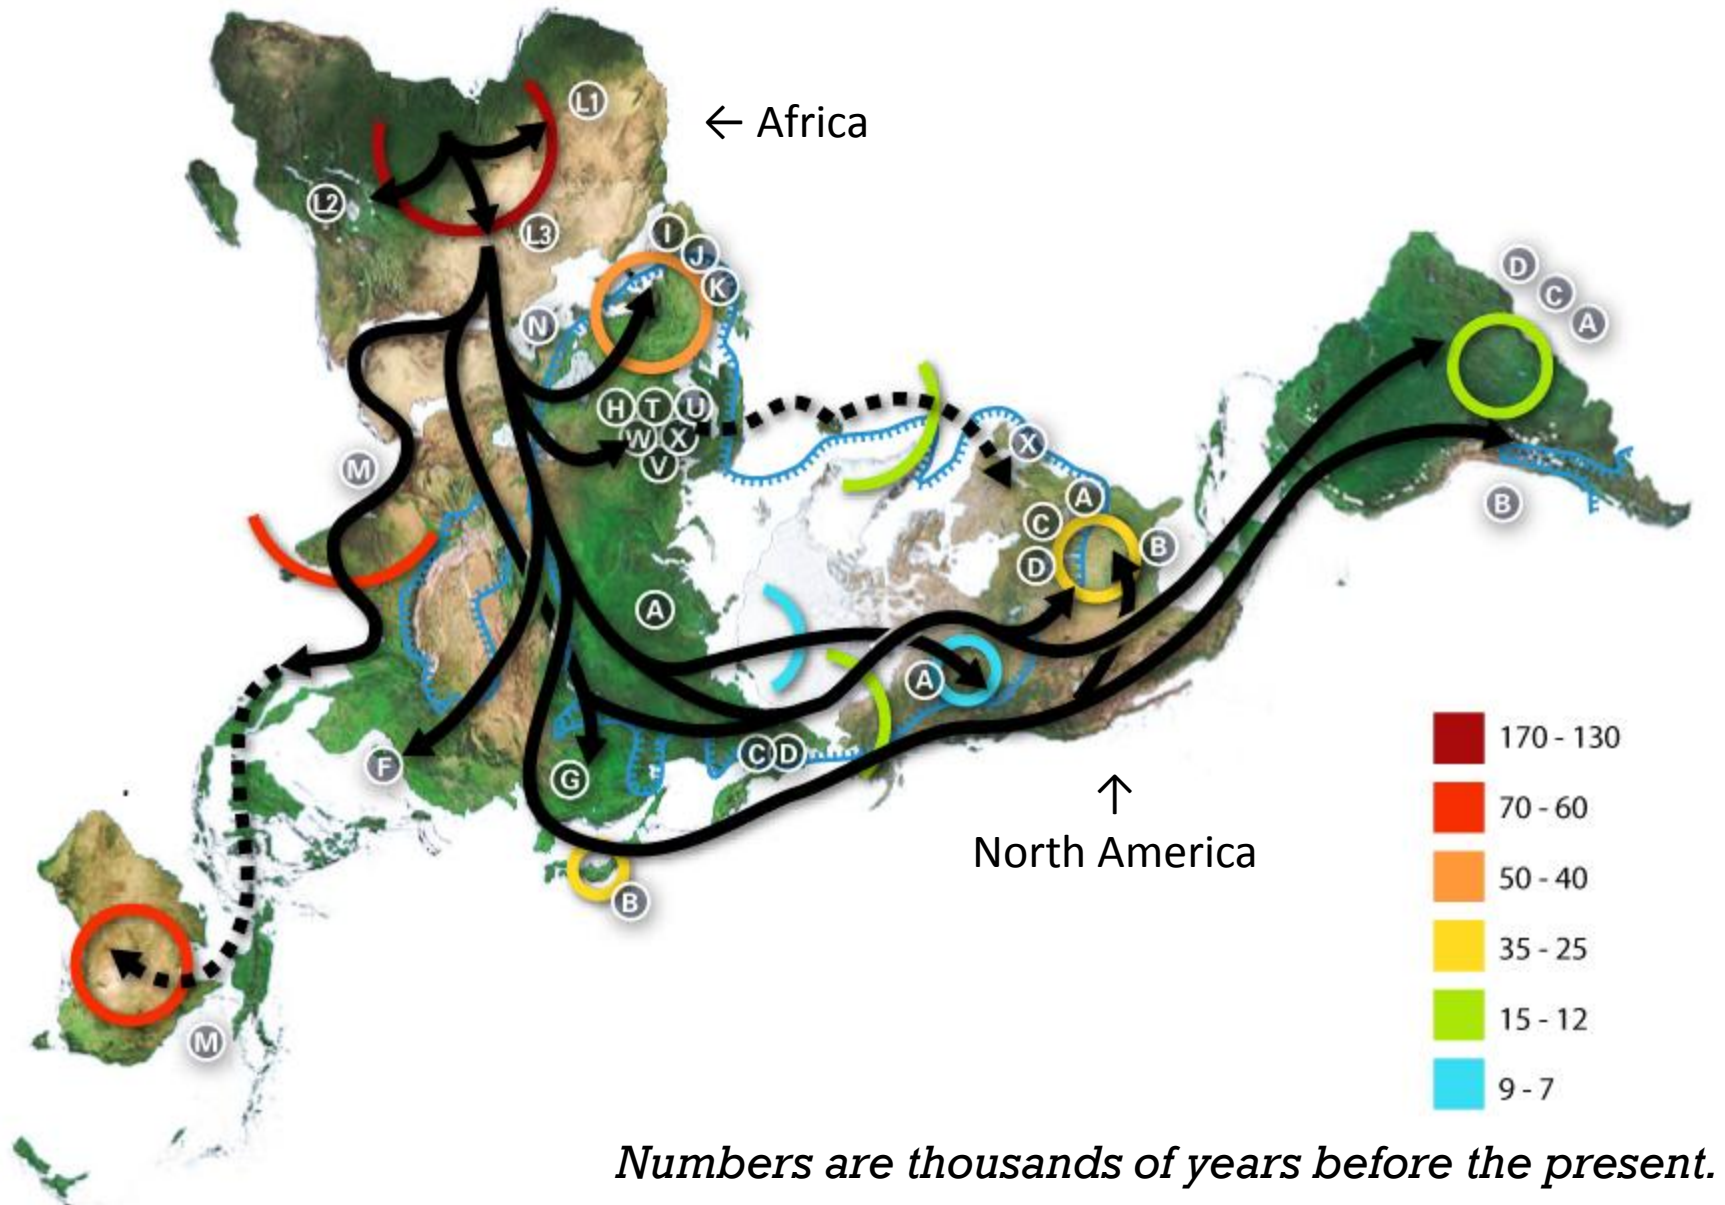 L1
← Africa
L2
L3
I
J
K
N
D
C
A
H T U
W X
V
X
M
A
C
B
D
B
A
A
F
C D
G
↑
North America
B
M
170 - 130
70 - 60
50 - 40
35 - 25
15 - 12
9 - 7
Numbers are thousands of years before the present.